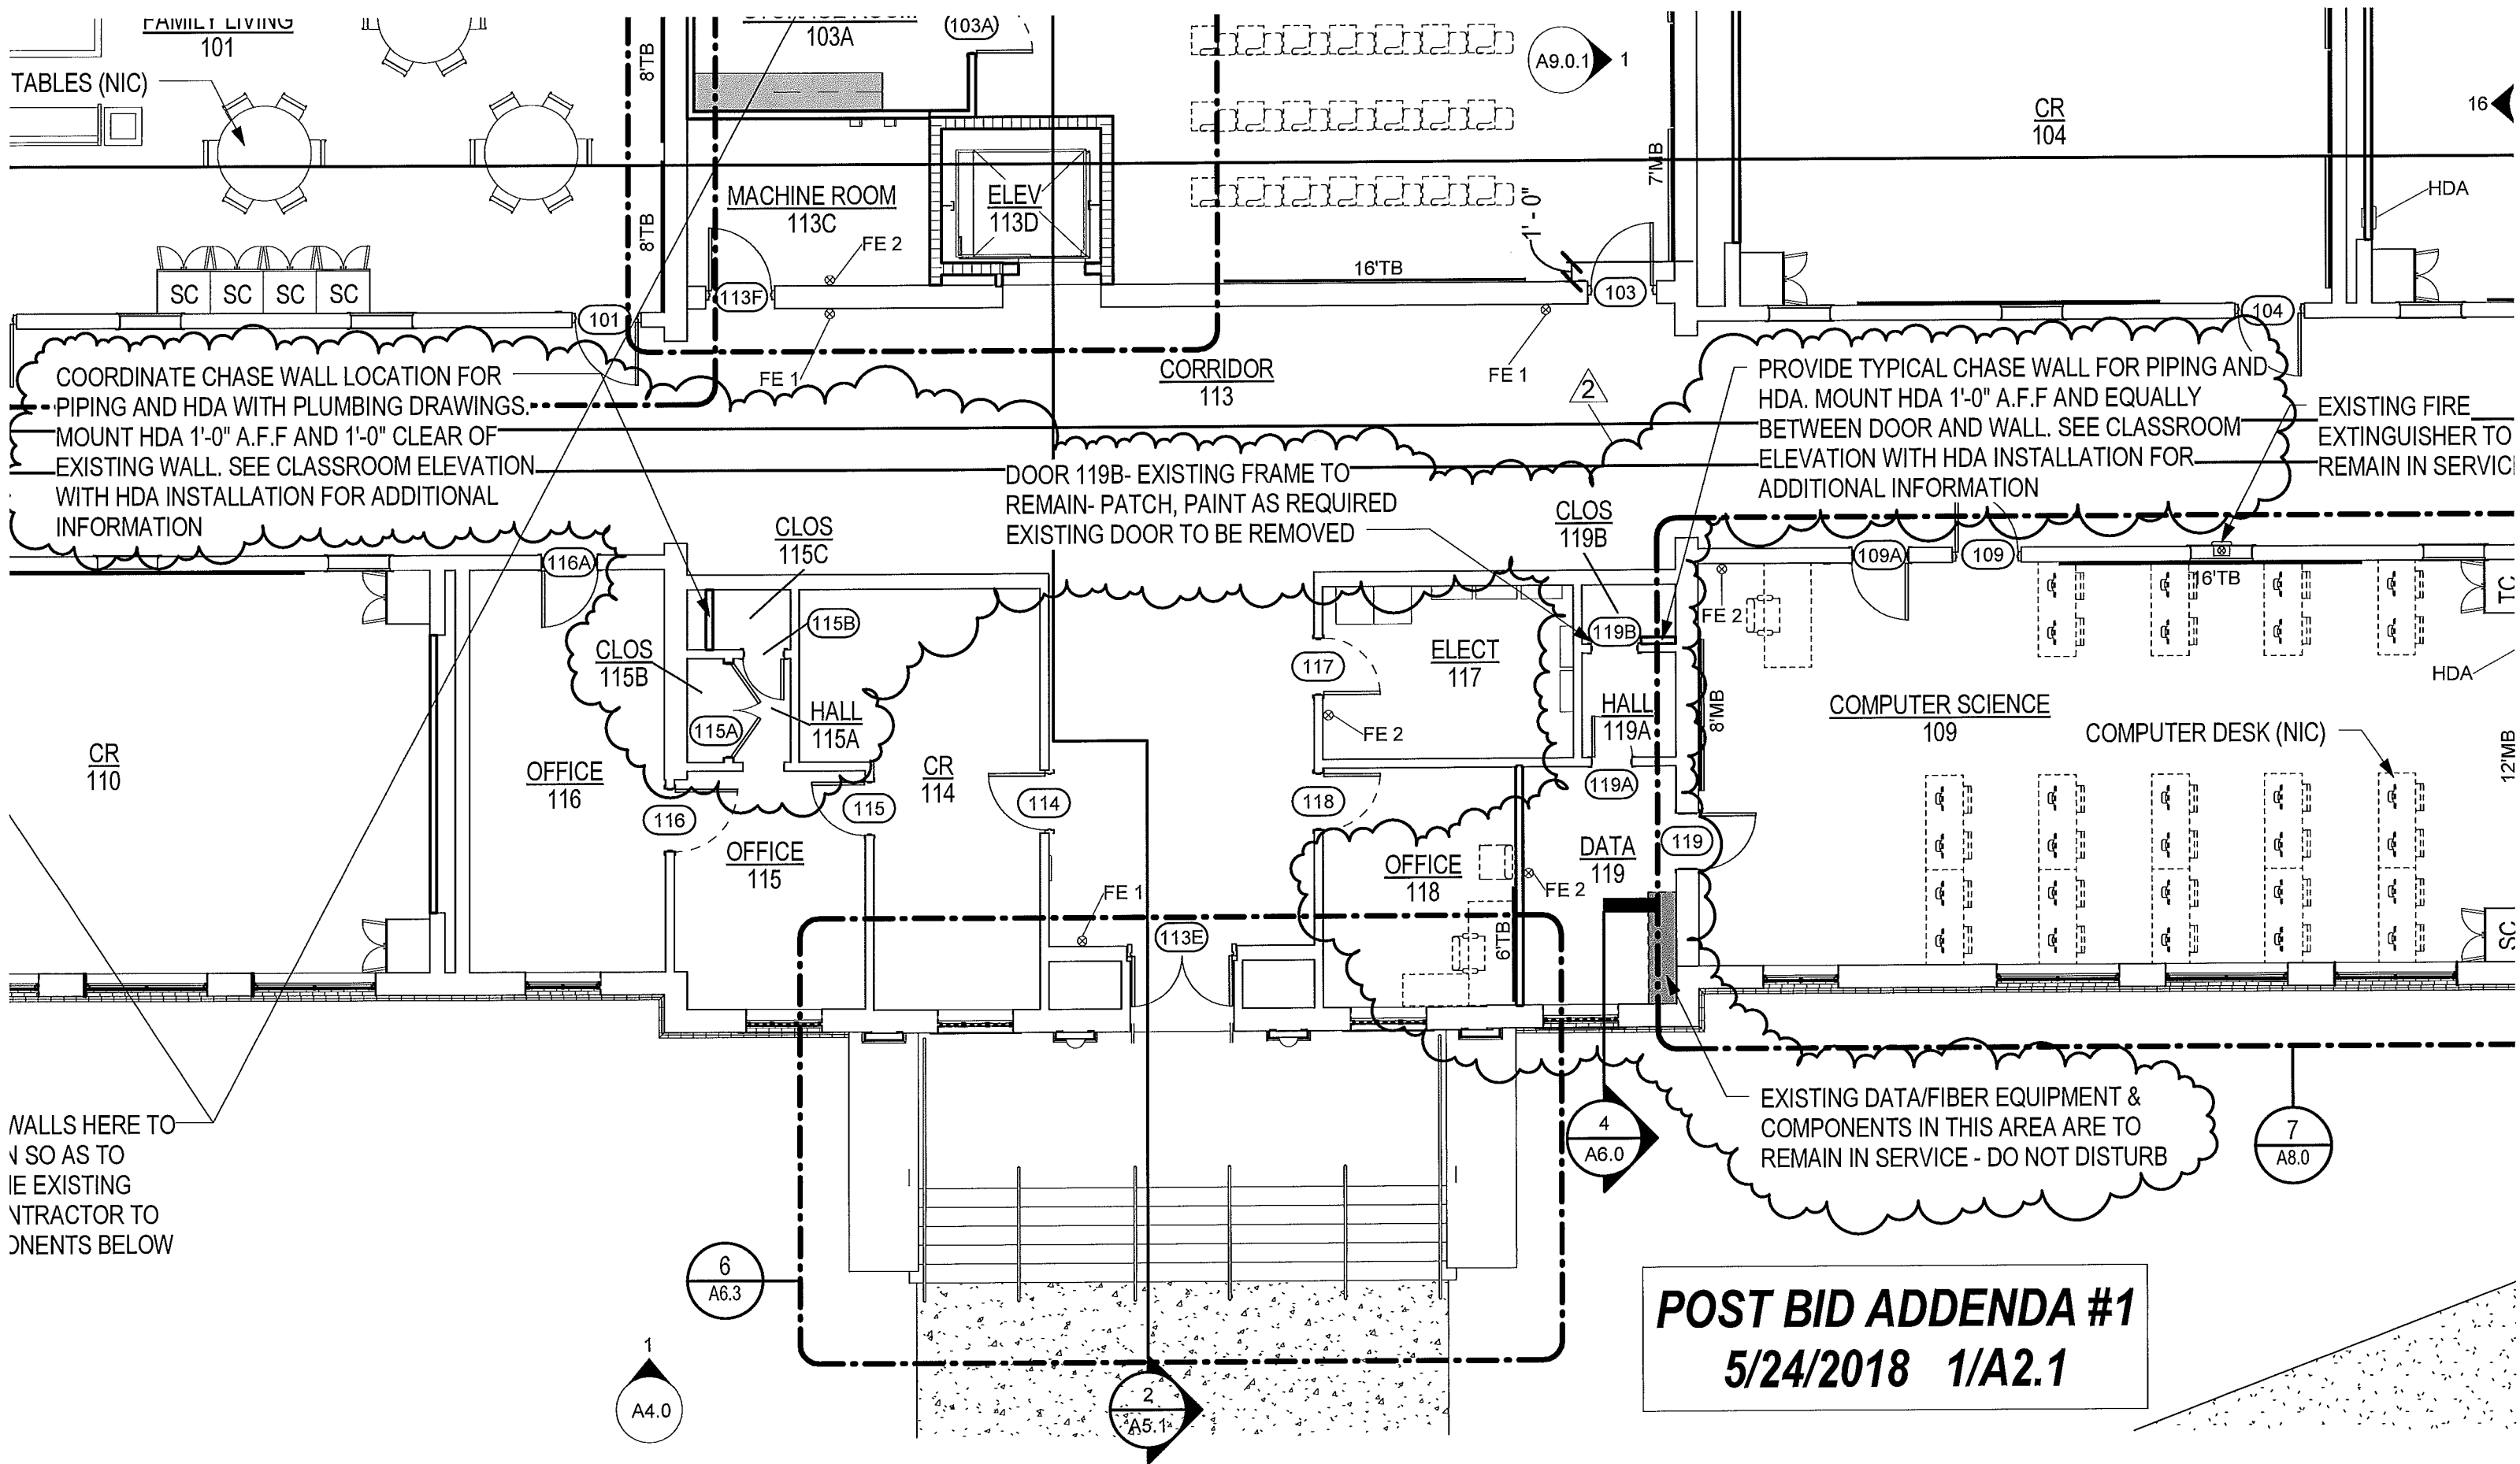 FAMILY LIVING
101
TABLES (NIC)
8'TB
8'TB
SC
SC
SC
SC
101
STORAGE ROOM
103A
103A
MACHINE ROOM
113C
ELEV
113D
FE 2
113F
FE 1
A9.0.1
1
7'MB
1'- 0"
16'TB
103
FE 1
CR
104
16
HDA
104
CORRIDOR
113
2
COORDINATE CHASE WALL LOCATION FOR
PIPING AND HDA WITH PLUMBING DRAWINGS.
MOUNT HDA 1'-0" A.F.F AND 1'-0" CLEAR OF
EXISTING WALL. SEE CLASSROOM ELEVATION
WITH HDA INSTALLATION FOR ADDITIONAL
INFORMATION
DOOR 119B- EXISTING FRAME TO
REMAIN- PATCH, PAINT AS REQUIRED
EXISTING DOOR TO BE REMOVED
PROVIDE TYPICAL CHASE WALL FOR PIPING AND
HDA. MOUNT HDA 1'-0" A.F.F AND EQUALLY
BETWEEN DOOR AND WALL. SEE CLASSROOM
ELEVATION WITH HDA INSTALLATION FOR
ADDITIONAL INFORMATION
EXISTING FIRE
EXTINGUISHER TO
REMAIN IN SERVIC
116A
CLOS
115C
115B
CLOS
115B
115A
HALL
115A
CR
110
OFFICE
116
116
OFFICE
115
115
CR
114
114
FE 1
113E
117
ELECT
117
FE 2
118
OFFICE
118
6'TB
CLOS
119B
119B
HALL
119A
119A
DATA
119
FE 2
119
8'MB
FE 2
109A
109
16'TB
TC
HDA
COMPUTER SCIENCE
109
COMPUTER DESK (NIC)
12'MB
SC
WALLS HERE TO
N SO AS TO
IE EXISTING
NTRACTOR TO
ONENTS BELOW
EXISTING DATA/FIBER EQUIPMENT &
COMPONENTS IN THIS AREA ARE TO
REMAIN IN SERVICE - DO NOT DISTURB
4
A6.0
7
A8.0
6
A6.3
1
A4.0
2
A5.1
POST BID ADDENDA #1
5/24/2018 1/A2.1